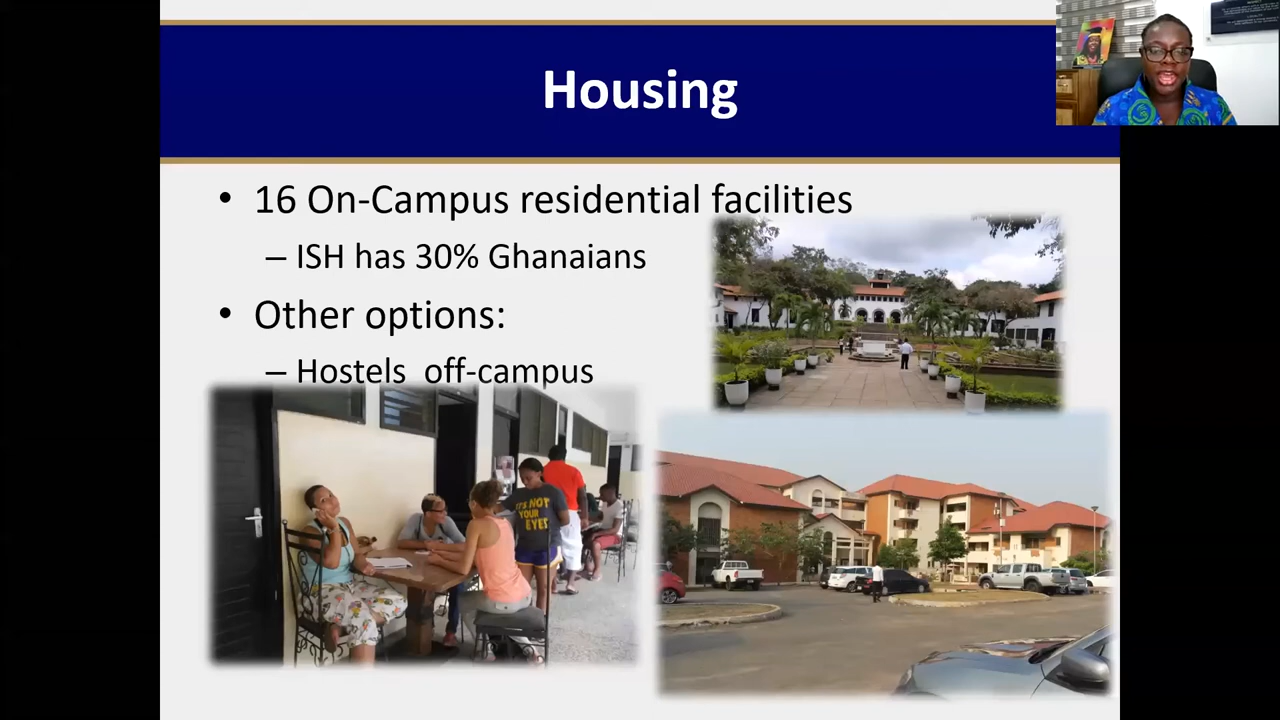 Housing
• 16 On-Campus residential facilities
– ISH has 30% Ghanaians
• Other options:
– Hostels off-campus
IT'S NOT
YOUR
EYES